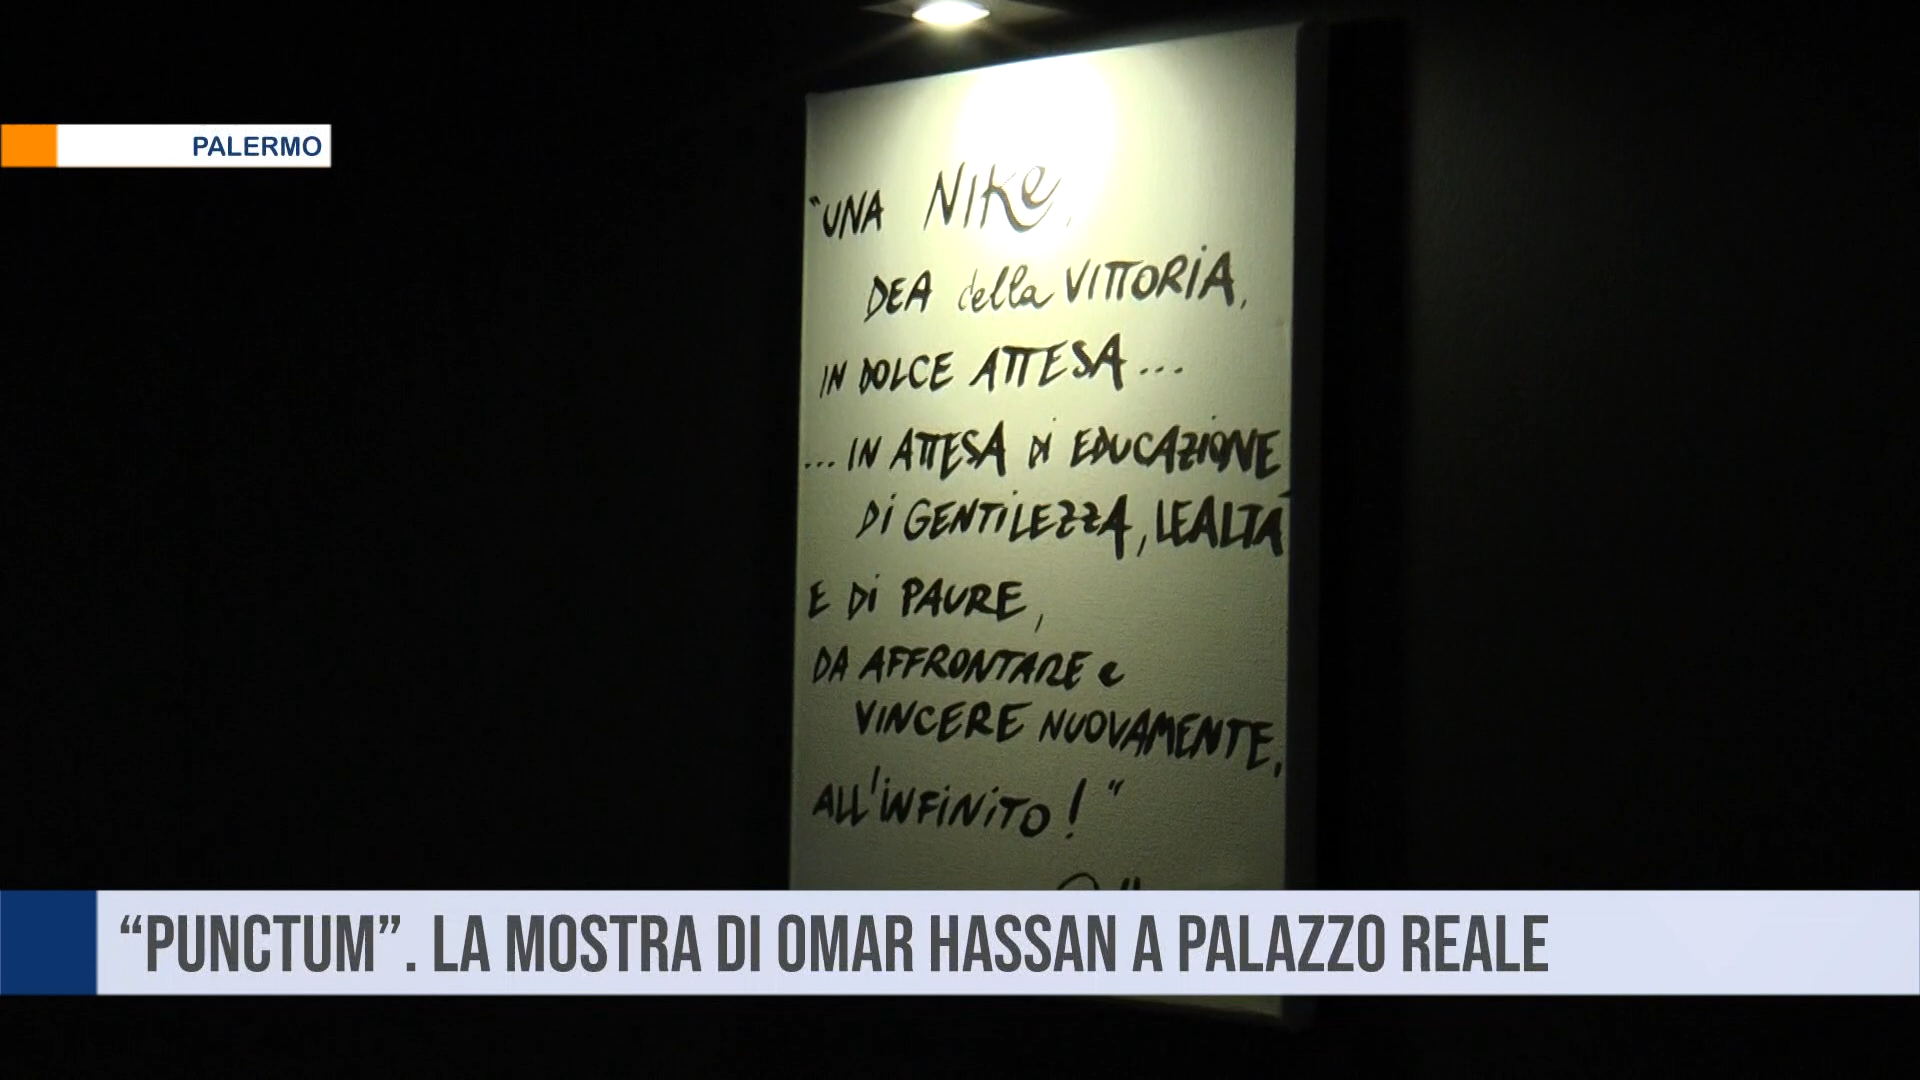 PALERMO
"UNA NIKE,
DEA della VITTORIA,
IN DOLCE ATTESA...
...IN ATTESA Di EDUCAZIONE
Di GENTILEZZA, LEALTÀ
E Di PAURE,
DA AFFRONTARE e
VINCERE NUOVAMENTE,
ALL'INFINITO!"
“PUNCTUM”. LA MOSTRA DI OMAR HASSAN A PALAZZO REALE